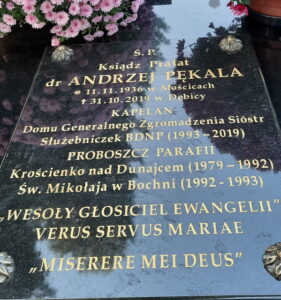 Ś. P.
Ksiądz Prałat
dr ANDRZEJ PĘKALA
* 11.11.1936 w Mościcach
† 31.10.2019 w Dębicy
KAPELAN
Domu Generalnego Zgromadzenia Sióstr
Służebniczek BDNP (1993-2019)
PROBOSZCZ PARAFII
Krościenko nad Dunajcem (1979-1992)
Św. Mikołaja w Bochni (1992-1993)
„WESOŁY GŁOSICIEL EWANGELII”
VERUS SERVUS MARIAE
„MISERERE MEI DEUS”